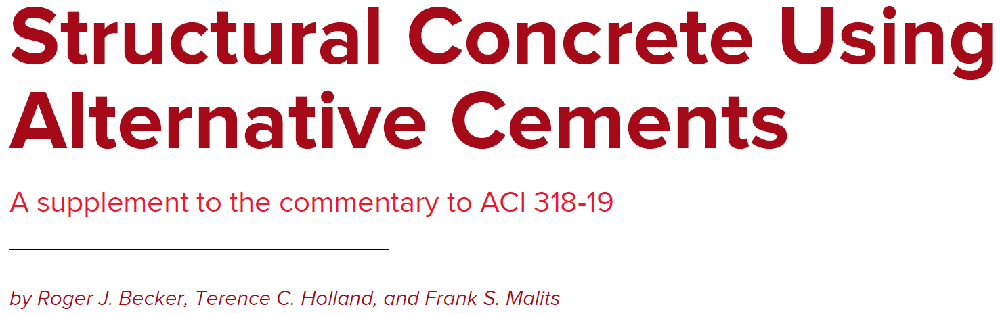 Structural Concrete Using
Alternative Cements
A supplement to the commentary to ACI 318-19
by Roger J. Becker, Terence C. Holland, and Frank S. Malits